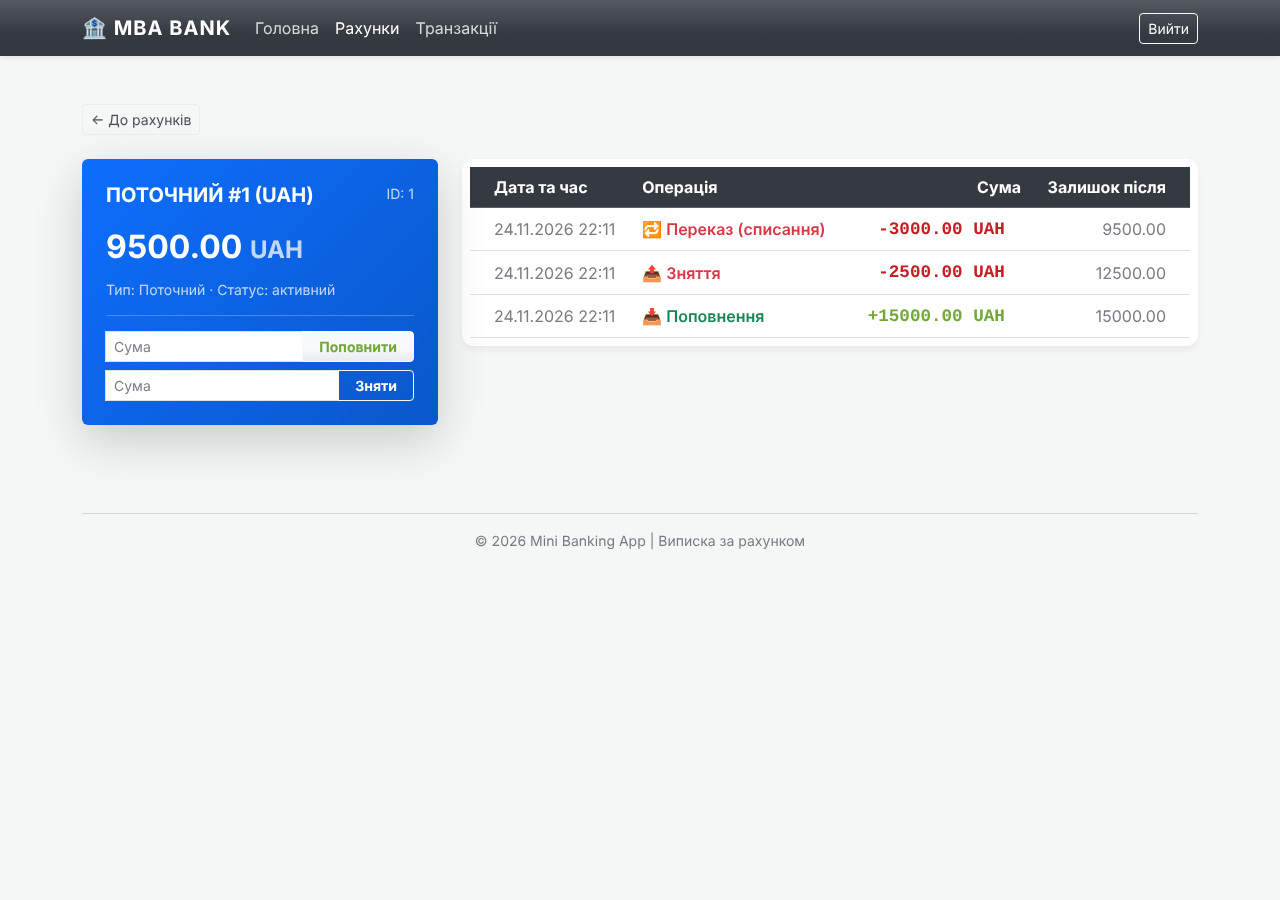 🏦 MBA BANK Головна Рахунки Транзакції Вийти
← До рахунків
ПОТОЧНИЙ #1 (UAH) ID: 1
9500.00 UAH
Тип: Поточний · Статус: активний
Сума Поповнити
Сума Зняти
Дата та час Операція Сума Залишок після
24.11.2026 22:11 🔁 Переказ (списання) -3000.00 UAH 9500.00
24.11.2026 22:11 📤 Зняття -2500.00 UAH 12500.00
24.11.2026 22:11 📥 Поповнення +15000.00 UAH 15000.00
© 2026 Mini Banking App | Виписка за рахунком